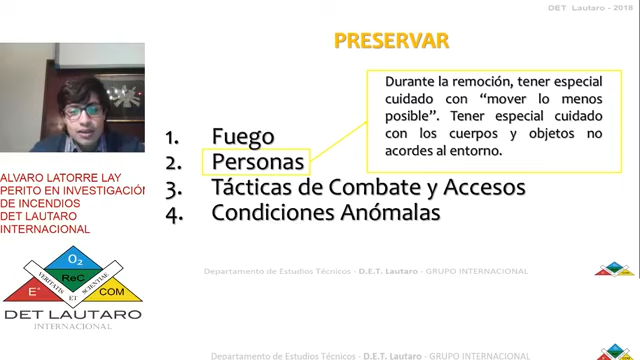 DET Lautaro - 2018
PRESERVAR
Durante la remoción, tener especial
cuidado con “mover lo menos
posible”. Tener especial cuidado
con los cuerpos y objetos no
acordes al entorno.
1. Fuego
2. Personas
3. Tácticas de Combate y Accesos
4. Condiciones Anómalas
ALVARO LATORRE LAY
PERITO EN INVESTIGACIÓN
DE INCENDIOS
DET LAUTARO
INTERNACIONAL
O₂
ReC
VERITATIS ET SCIENTIAE
E° COM
DET LAUTARO
INTERNACIONAL
Departamento de Estudios Técnicos - D.E.T. Lautaro - GRUPO INTERNACIONAL
Departamento de Estudios Técnicos - D.E.T. Lautaro - GRUPO INTERNACIONAL